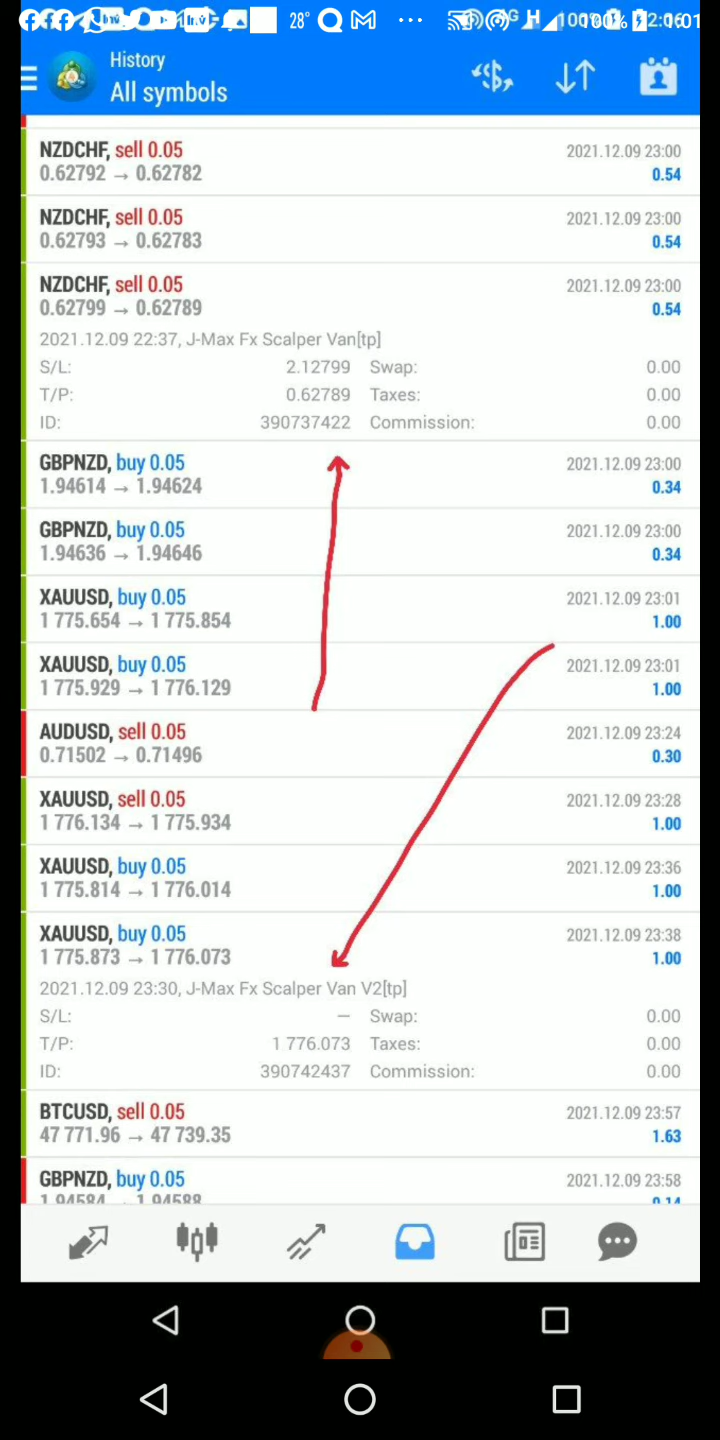 28°
History
All symbols
NZDCHF, sell 0.05
2021.12.09 23:00
0.62792 → 0.62782
0.54
NZDCHF, sell 0.05
2021.12.09 23:00
0.62793 → 0.62783
0.54
NZDCHF, sell 0.05
2021.12.09 23:00
0.62799 → 0.62789
0.54
2021.12.09 22:37, J-Max Fx Scalper Van[tp]
S/L: 2.12799 Swap: 0.00
T/P: 0.62789 Taxes: 0.00
ID: 390737422 Commission: 0.00
GBPNZD, buy 0.05
2021.12.09 23:00
1.94614 → 1.94624
0.34
GBPNZD, buy 0.05
2021.12.09 23:00
1.94636 → 1.94646
0.34
XAUUSD, buy 0.05
2021.12.09 23:01
1 775.654 → 1 775.854
1.00
XAUUSD, buy 0.05
2021.12.09 23:01
1 775.929 → 1 776.129
1.00
AUDUSD, sell 0.05
2021.12.09 23:24
0.71502 → 0.71496
0.30
XAUUSD, sell 0.05
2021.12.09 23:28
1 776.134 → 1 775.934
1.00
XAUUSD, buy 0.05
2021.12.09 23:36
1 775.814 → 1 776.014
1.00
XAUUSD, buy 0.05
2021.12.09 23:38
1 775.873 → 1 776.073
1.00
2021.12.09 23:30, J-Max Fx Scalper Van V2[tp]
S/L: — Swap: 0.00
T/P: 1 776.073 Taxes: 0.00
ID: 390742437 Commission: 0.00
BTCUSD, sell 0.05
2021.12.09 23:57
47 771.96 → 47 739.35
1.63
GBPNZD, buy 0.05
2021.12.09 23:58
1.94584 → 1.94588
0.14